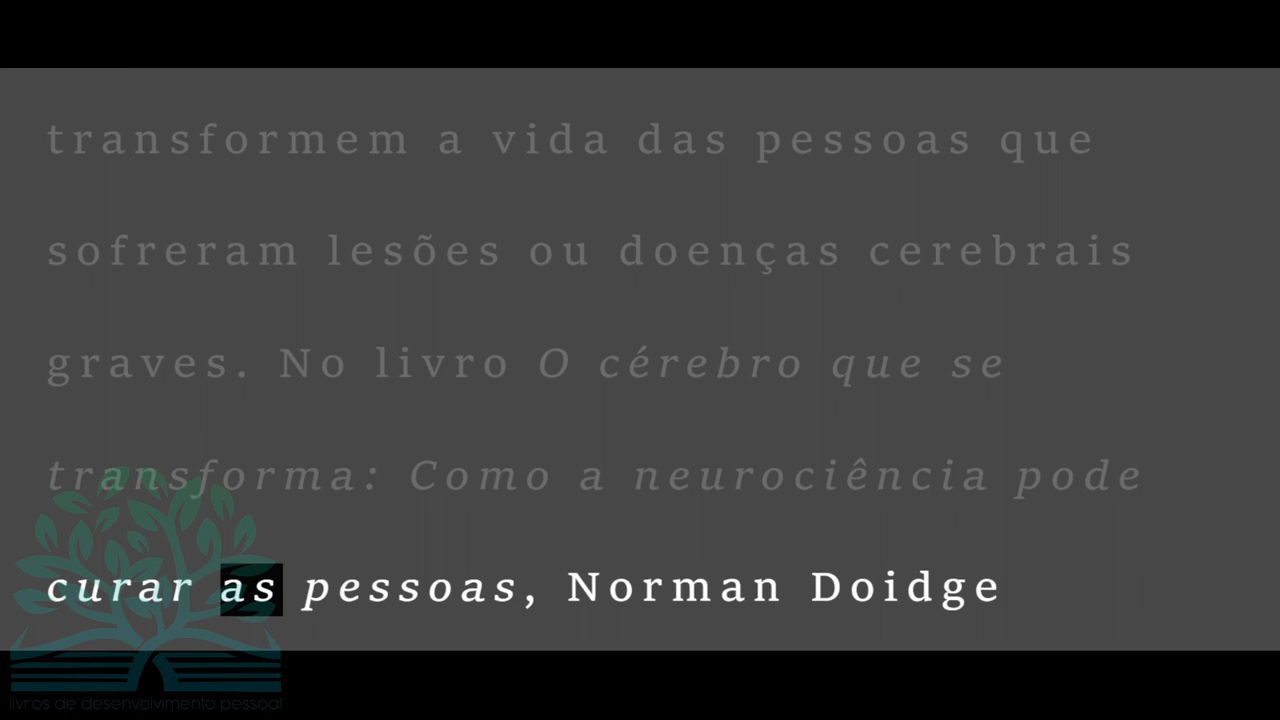 transformem a vida das pessoas que
sofreram lesões ou doenças cerebrais
graves. No livro O cérebro que se
transforma: Como a neurociência pode
curar as pessoas, Norman Doidge
livros de desenvolvimento pessoal